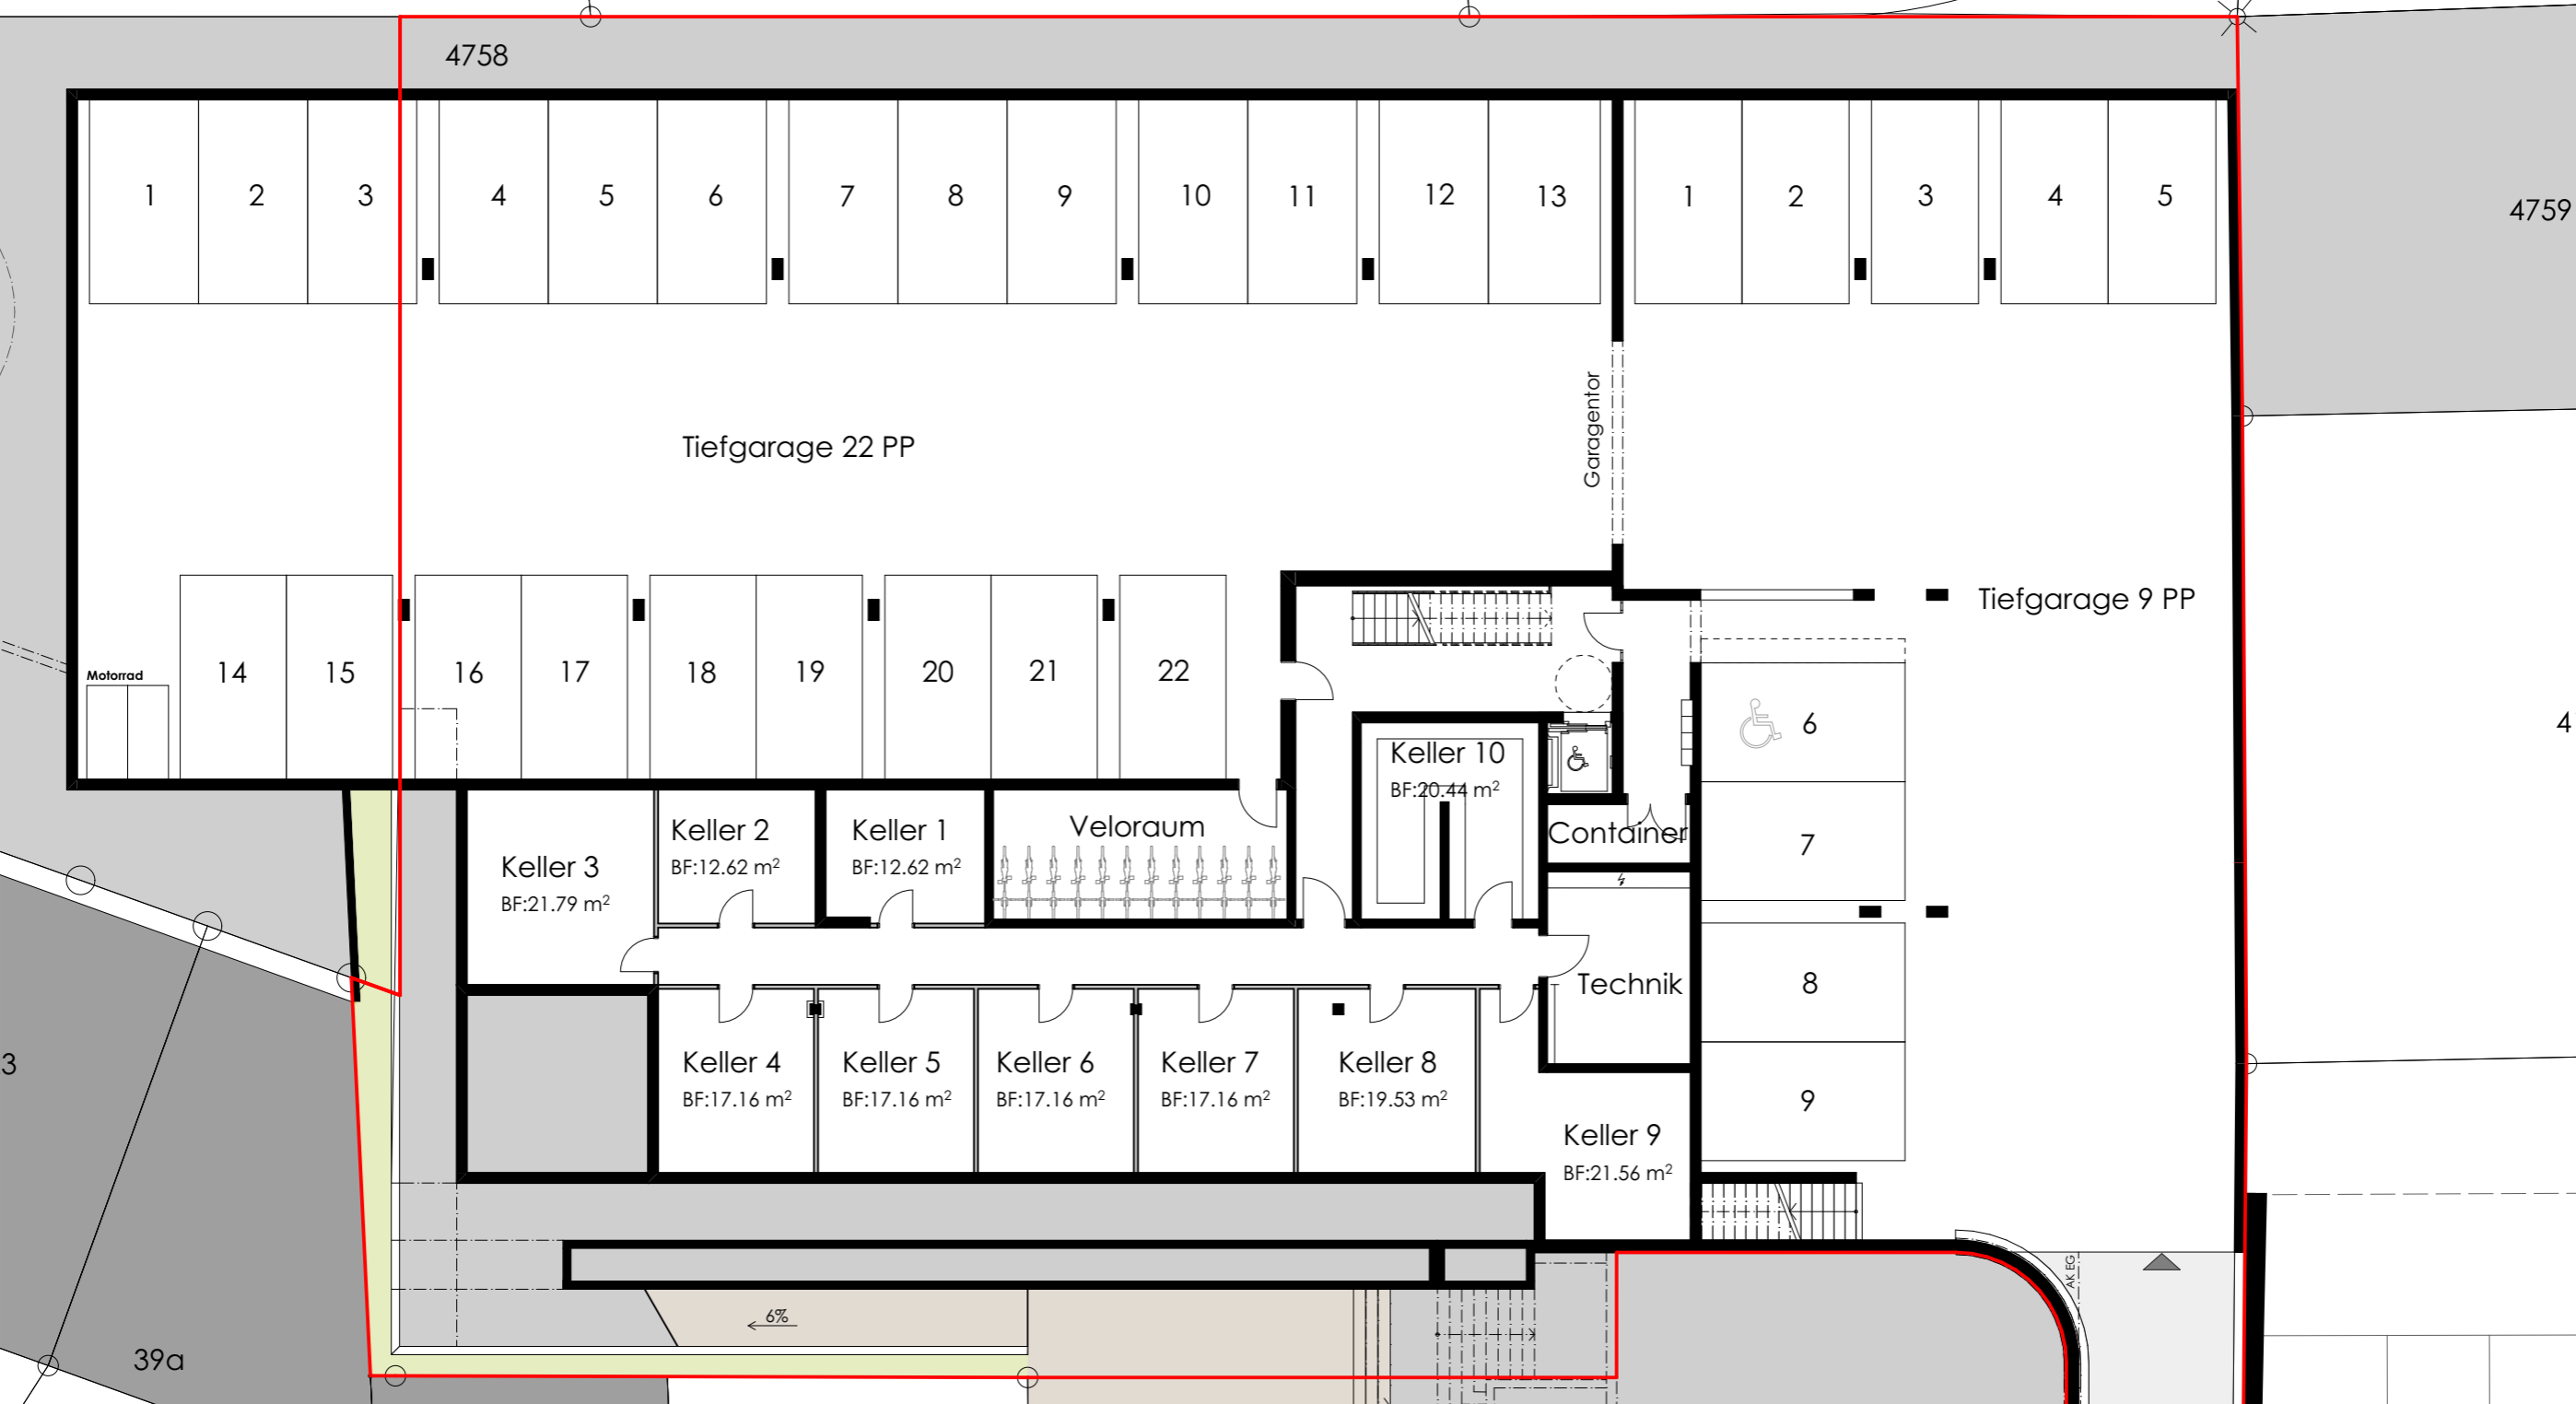 4758
1 2 3 4 5 6 7 8 9 10 11 12 13 1 2 3 4 5
4759
Garagentor
Tiefgarage 22 PP
Tiefgarage 9 PP
Motorrad
14 15 16 17 18 19 20 21 22
6
4
Keller 10
BF:20.44 m²
Keller 3
BF:21.79 m²
Keller 2
BF:12.62 m²
Keller 1
BF:12.62 m²
Veloraum
Container
7
Technik
8
3
Keller 4
BF:17.16 m²
Keller 5
BF:17.16 m²
Keller 6
BF:17.16 m²
Keller 7
BF:17.16 m²
Keller 8
BF:19.53 m²
9
Keller 9
BF:21.56 m²
AK EG
6%
39a